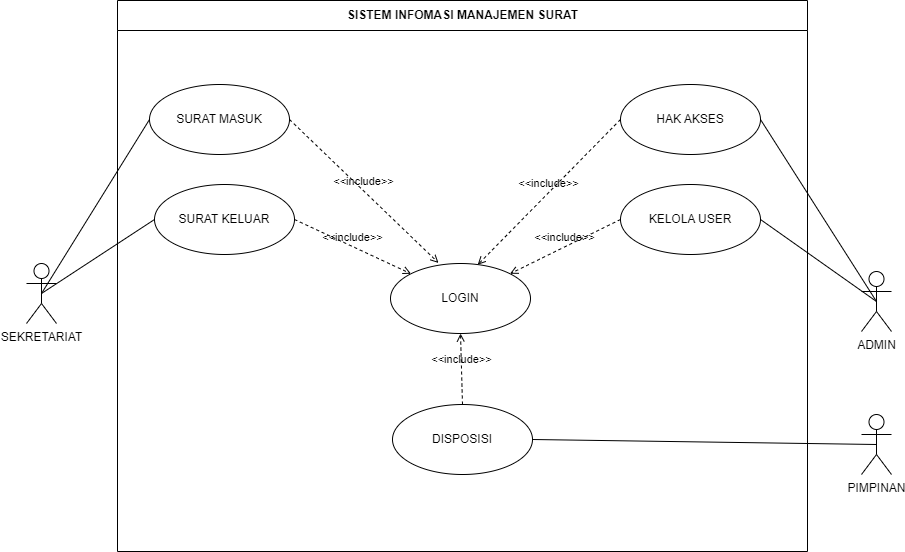 SISTEM INFOMASI MANAJEMEN SURAT
SURAT MASUK
HAK AKSES
<<include>>
<<include>>
SURAT KELUAR
KELOLA USER
<<include>>
<<include>>
LOGIN
SEKRETARIAT
ADMIN
<<include>>
DISPOSISI
PIMPINAN